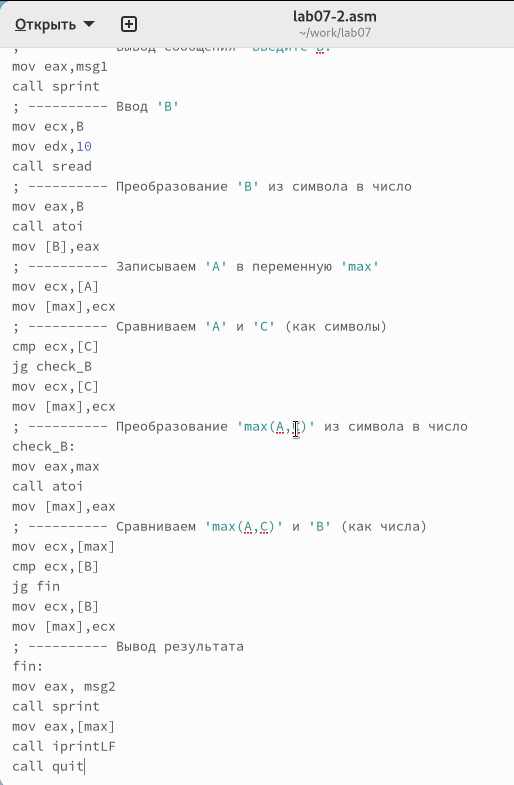 Открыть
lab07-2.asm
~/work/lab07
; ---------- Вывод сообщения 'Введите B:
mov eax,msg1
call sprint
; ---------- Ввод 'B'
mov ecx,B
mov edx,10
call sread
; ---------- Преобразование 'B' из символа в число
mov eax,B
call atoi
mov [B],eax
; ---------- Записываем 'A' в переменную 'max'
mov ecx,[A]
mov [max],ecx
; ---------- Сравниваем 'A' и 'C' (как символы)
cmp ecx,[C]
jg check_B
mov ecx,[C]
mov [max],ecx
; ---------- Преобразование 'max(A,C)' из символа в число
check_B:
mov eax,max
call atoi
mov [max],eax
; ---------- Сравниваем 'max(A,C)' и 'B' (как числа)
mov ecx,[max]
cmp ecx,[B]
jg fin
mov ecx,[B]
mov [max],ecx
; ---------- Вывод результата
fin:
mov eax, msg2
call sprint
mov eax,[max]
call iprintLF
call quit